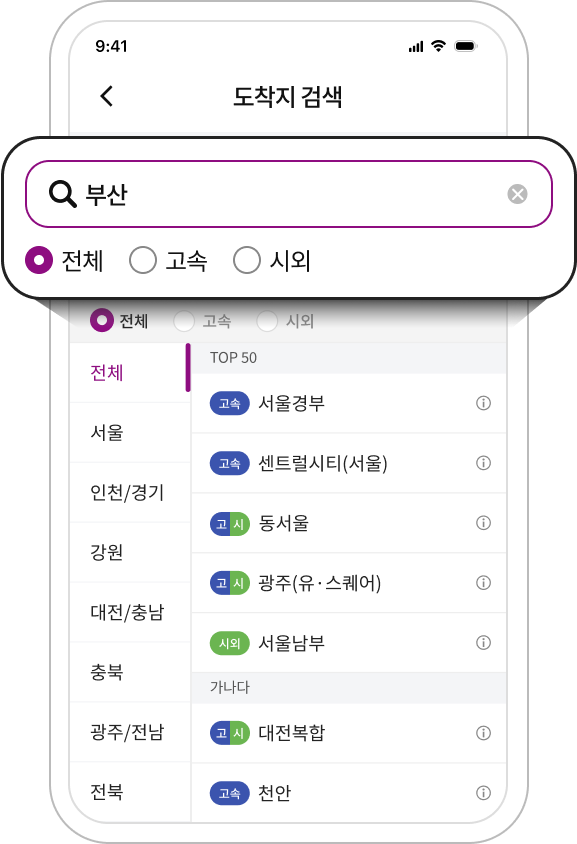 9:41
도착지 검색
부산
전체 고속 시외
전체 고속 시외
전체
서울
인천/경기
강원
대전/충남
충북
광주/전남
전북
TOP 50
고속 서울경부
고속 센트럴시티(서울)
고 시 동서울
고 시 광주(유·스퀘어)
시외 서울남부
가나다
고 시 대전복합
고속 천안